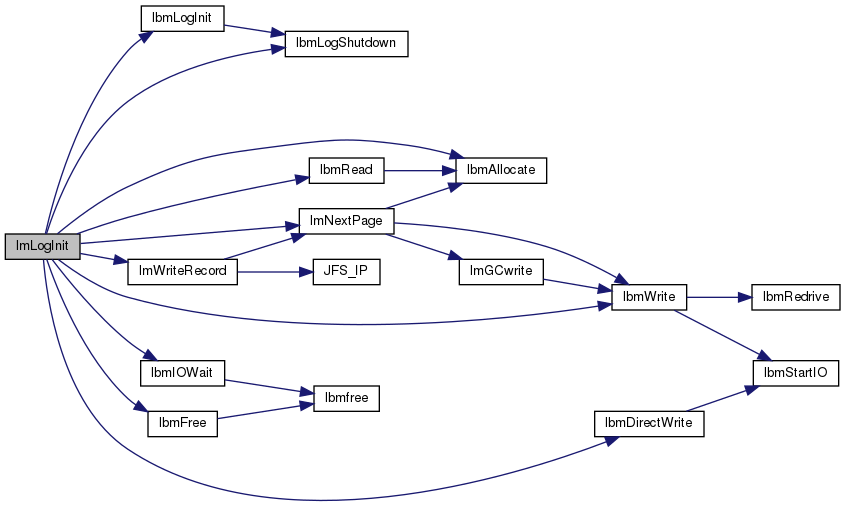 lbmLogInit
lbmLogShutdown
lbmRead
lbmAllocate
lmNextPage
lmLogInit
lmWriteRecord
JFS_IP
lmGCwrite
lbmWrite
lbmRedrive
lbmIOWait
lbmStartIO
lbmfree
lbmFree
lbmDirectWrite